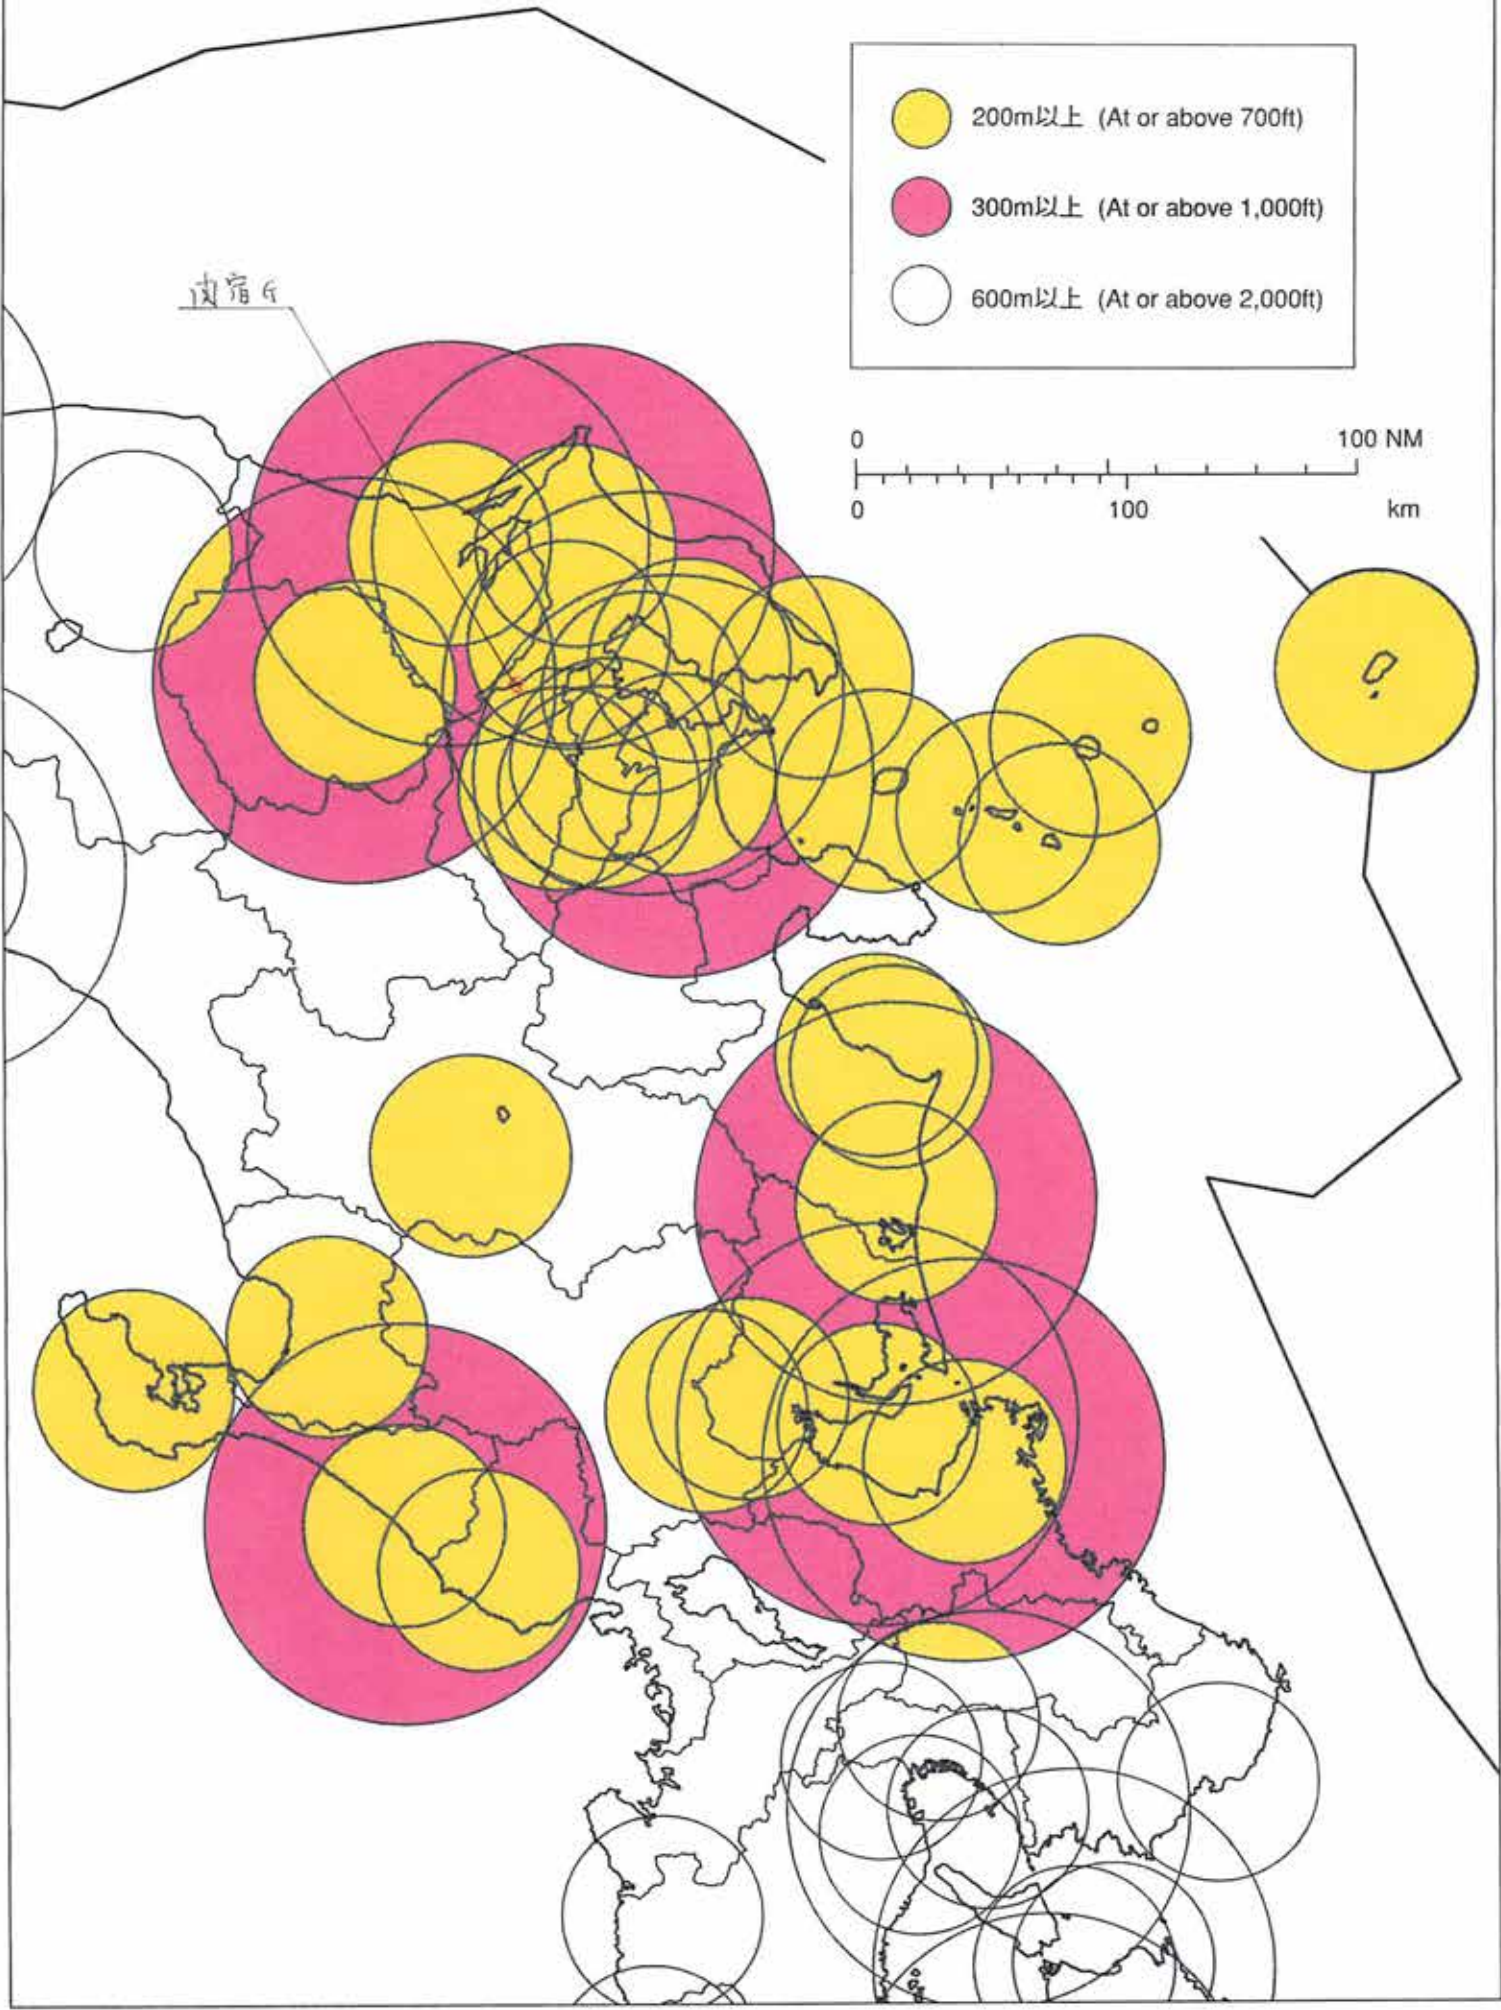 200m以上 (At or above 700ft)
300m以上 (At or above 1,000ft)
600m以上 (At or above 2,000ft)
0
100 NM
0
100
km